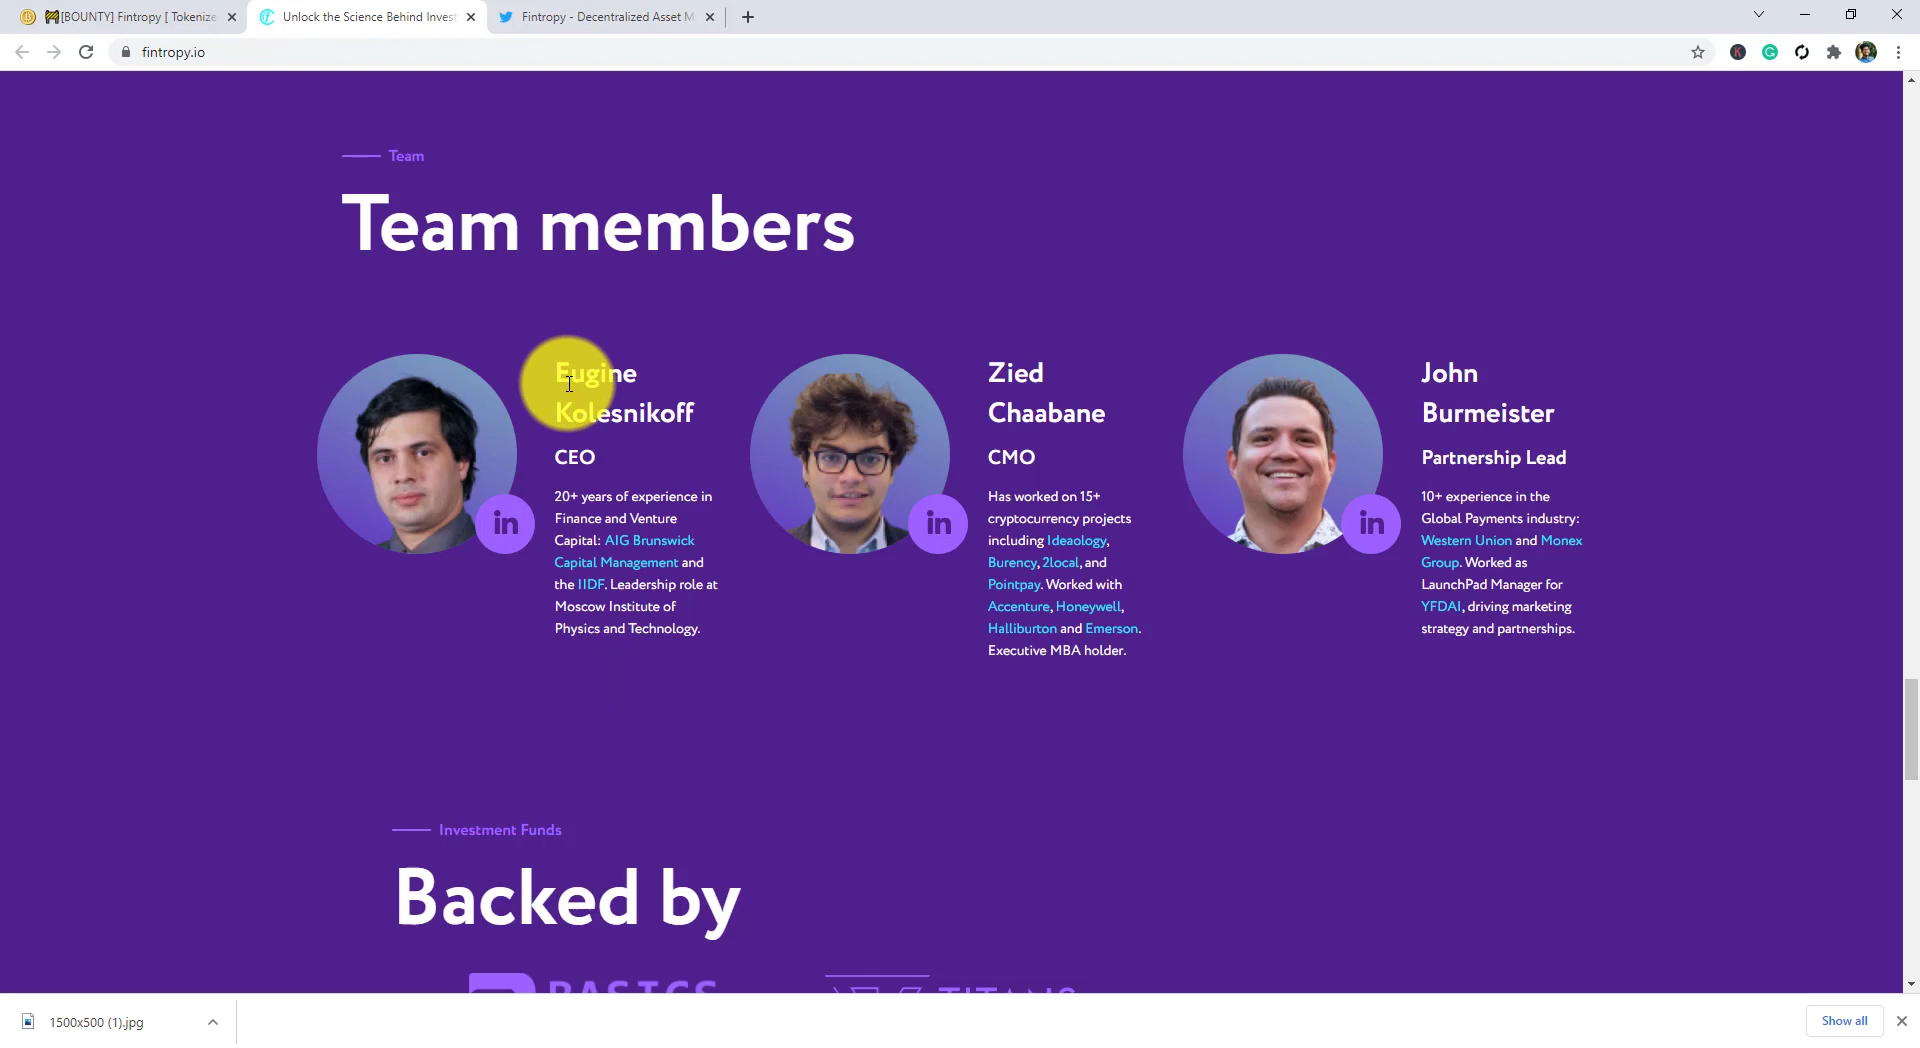 [BOUNTY] Fintropy [ Tokenize
Unlock the Science Behind Invest
Fintropy - Decentralized Asset M
fintropy.io
Team
Team members
Eugine
Kolesnikoff
CEO
20+ years of experience in
Finance and Venture
Capital: AIG Brunswick
Capital Management and
the IIDF. Leadership role at
Moscow Institute of
Physics and Technology.
in
Zied
Chaabane
CMO
Has worked on 15+
cryptocurrency projects
including Ideaology,
Burency, 2local, and
Pointpay. Worked with
Accenture, Honeywell,
Halliburton and Emerson.
Executive MBA holder.
in
John
Burmeister
Partnership Lead
10+ experience in the
Global Payments industry:
Western Union and Monex
Group. Worked as
LaunchPad Manager for
YFDAI, driving marketing
strategy and partnerships.
in
Investment Funds
Backed by
BASICS
TITANS
1500x500 (1).jpg
Show all